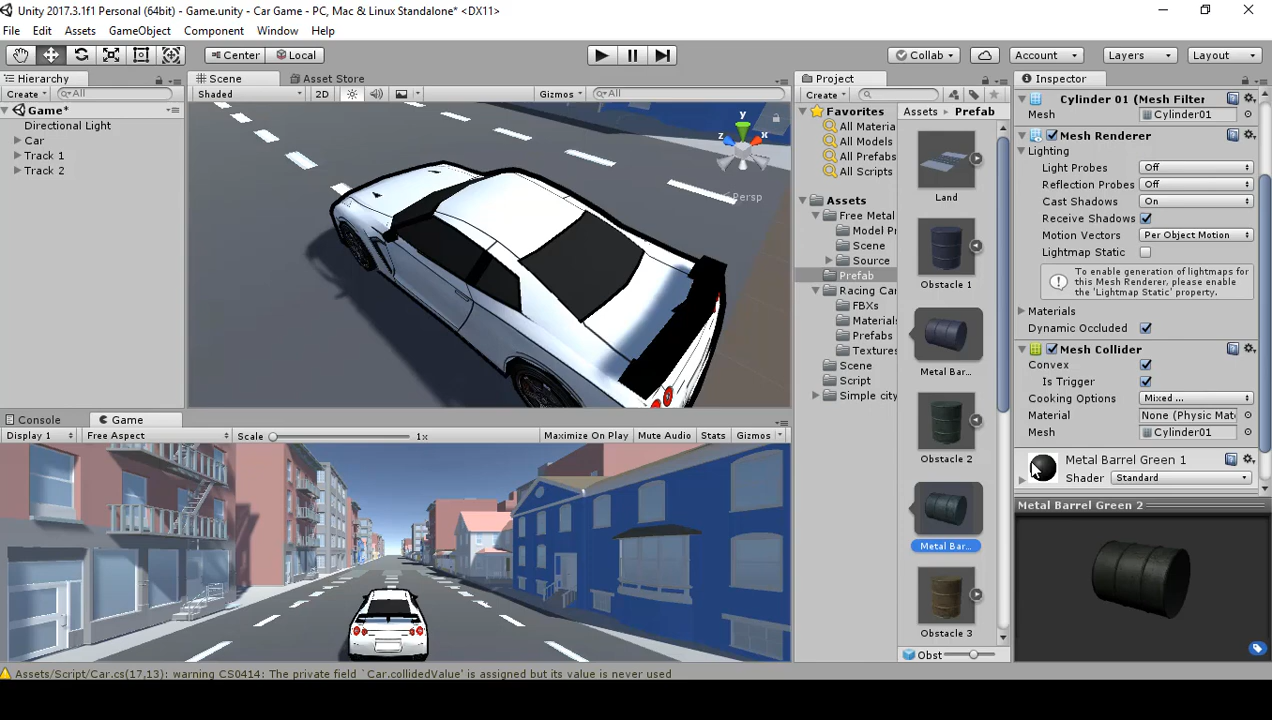 Unity 2017.3.1f1 Personal (64bit) - Game.unity - Car Game - PC, Mac & Linux Standalone* <DX11>
File Edit Assets GameObject Component Window Help
Center Local Collab Account Layers Layout
Hierarchy
Create All
Game*
Directional Light
Car
Track 1
Track 2
Scene Asset Store
Shaded 2D Gizmos All
y
x
z
Persp
Console Game
Display 1 Free Aspect Scale 1x Maximize On Play Mute Audio Stats Gizmos
Project
Create
Favorites
All Materia
All Models
All Prefabs
All Scripts
Assets
Free Metal
Model Pr
Scene
Source
Prefab
Racing Car
FBXs
Materials
Prefabs
Textures
Scene
Script
Simple city
Assets Prefab
Land
Obstacle 1
Metal Bar...
Obstacle 2
Metal Bar...
Obstacle 3
Obst
Inspector
Cylinder 01 (Mesh Filter
Mesh Cylinder01
Mesh Renderer
Lighting
Light Probes Off
Reflection Probes Off
Cast Shadows On
Receive Shadows
Motion Vectors Per Object Motion
Lightmap Static
To enable generation of lightmaps for
this Mesh Renderer, please enable
the 'Lightmap Static' property.
Materials
Dynamic Occluded
Mesh Collider
Convex
Is Trigger
Cooking Options Mixed ...
Material None (Physic Mat
Mesh Cylinder01
Metal Barrel Green 1
Shader Standard
Metal Barrel Green 2
Assets/Script/Car.cs(17,13): warning CS0414: The private field `Car.collidedValue' is assigned but its value is never used